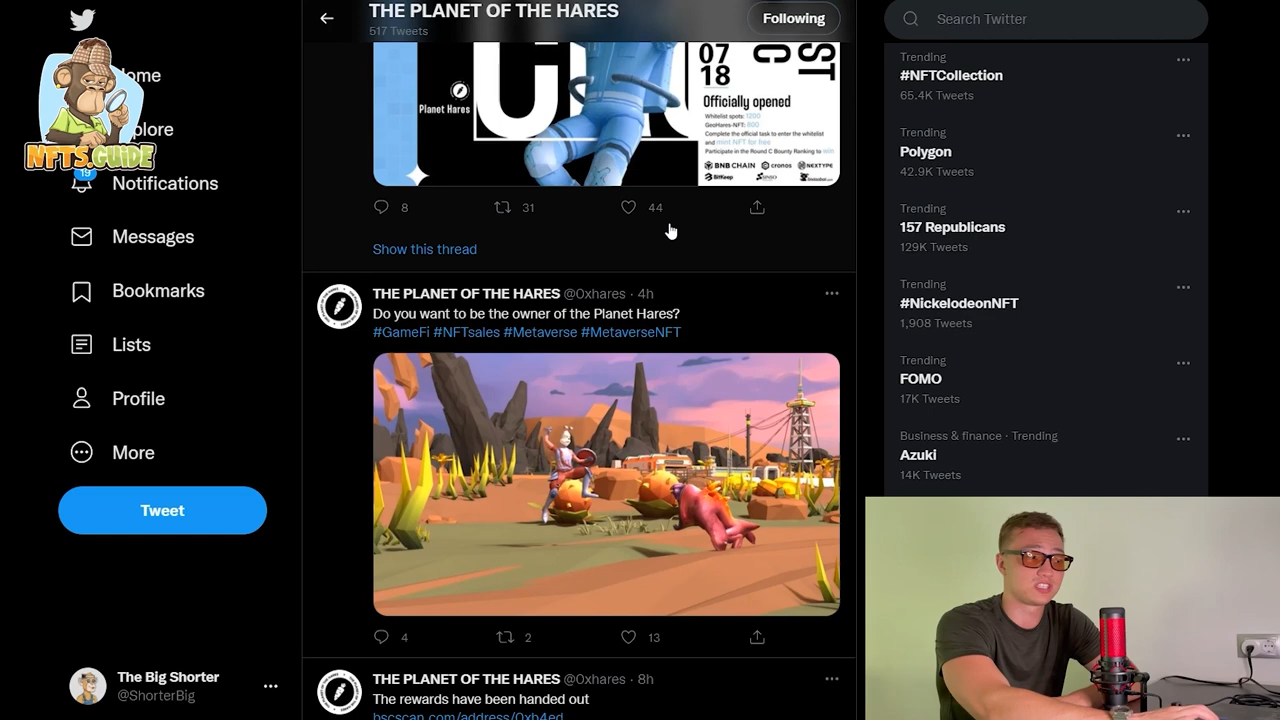 THE PLANET OF THE HARES
517 Tweets
Following
Search Twitter
Home
Explore
NFTS.GUIDE
19
Notifications
Messages
Bookmarks
Lists
Profile
More
Tweet
The Big Shorter
@ShorterBig
Planet Hares
07
18
C
ST
Officially opened
Whitelist spots: 1200
GeoHares-NFT: 800
Complete the official task to enter the whitelist
and mint NFT for free
Participate in the Round C Bounty Ranking to win
BNB CHAIN
cronos
NEXTYPE
BitKeep
8
31
44
Show this thread
THE PLANET OF THE HARES @0xhares · 4h
Do you want to be the owner of the Planet Hares?
#GameFi #NFTsales #Metaverse #MetaverseNFT
4
2
13
THE PLANET OF THE HARES @0xhares · 8h
The rewards have been handed out
bscscan.com/address/0xb4ed
Trending
#NFTCollection
65.4K Tweets
Trending
Polygon
42.9K Tweets
Trending
157 Republicans
129K Tweets
Trending
#NickelodeonNFT
1,908 Tweets
Trending
FOMO
17K Tweets
Business & finance · Trending
Azuki
14K Tweets